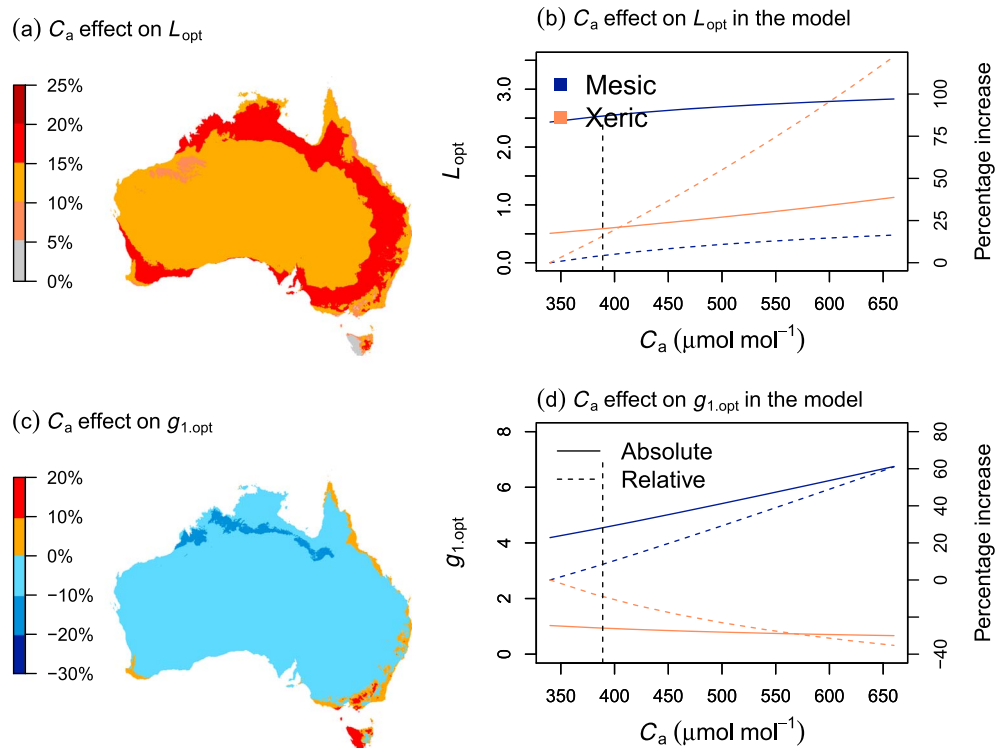 (a) Ca effect on Lopt
25%
20%
15%
10%
5%
0%
(b) Ca effect on Lopt in the model
Mesic
Xeric
3.0
2.0
1.0
0.0
Lopt
100
75
50
25
0
Percentage increase
350 400 450 500 550 600 650
Ca (μmol mol−1)
(c) Ca effect on g1.opt
20%
10%
0%
−10%
−20%
−30%
(d) Ca effect on g1.opt in the model
Absolute
Relative
8
6
4
2
0
g1.opt
80
60
40
20
0
−40
Percentage increase
350 400 450 500 550 600 650
Ca (μmol mol−1)